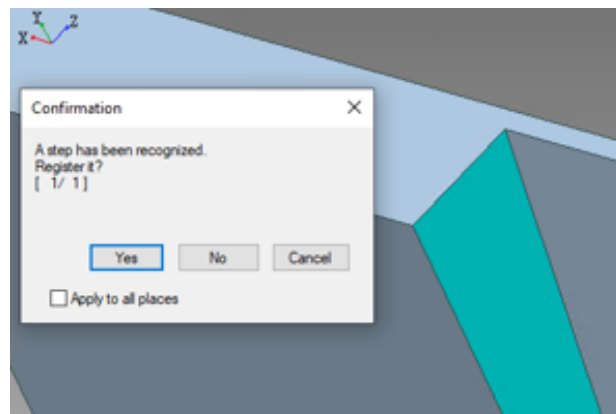 Y
Z
X
Confirmation
A step has been recognized.
Register it?
[ 1/ 1 ]
Yes No Cancel
Apply to all places